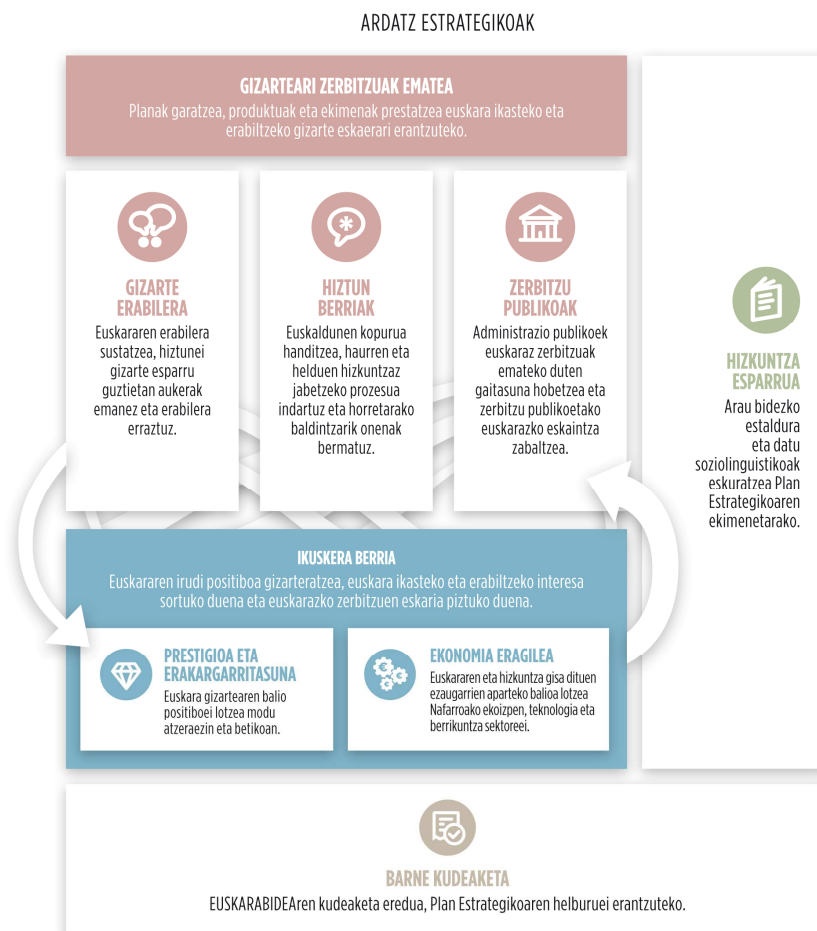 ARDATZ ESTRATEGIKOAK
GIZARTEARI ZERBITZUAK EMATEA
Planak garatzea, produktuak eta ekimenak prestatzea euskara ikasteko eta
erabiltzeko gizarte eskaerari erantzuteko.
GIZARTE
ERABILERA
Euskararen erabilera
sustatzea, hiztunei
gizarte esparru
guztietan aukerak
emanez eta erabilera
erraztuz.
HIZTUN
BERRIAK
Euskaldunen kopurua
handitzea, haurren eta
helduen hizkuntzaz
jabetzeko prozesua
indartuz eta horretarako
baldintzarik onenak
bermatuz.
ZERBITZU
PUBLIKOAK
Administrazio publikoek
euskaraz zerbitzuak
emateko duten
gaitasuna hobetzea eta
zerbitzu publikoetako
euskarazko eskaintza
zabaltzea.
HIZKUNTZA
ESPARRUA
Arau bidezko
estaldura
eta datu
soziolinguistikoak
eskuratzea Plan
Estrategikoaren
ekimenetarako.
IKUSKERA BERRIA
Euskararen irudi positiboa gizarteratzea, euskara ikasteko eta erabiltzeko interesa
sortuko duena eta euskarazko zerbitzuen eskaria piztuko duena.
PRESTIGIOA ETA
ERAKARGARRITASUNA
Euskara gizartearen balio
positiboei lotzea modu
atzeraezin eta betikoan.
EKONOMIA ERAGILEA
Euskararen eta hizkuntza gisa dituen
ezaugarrien aparteko balioa lotzea
Nafarroako ekoizpen, teknologia eta
berrikuntza sektoreei.
BARNE KUDEAKETA
EUSKARABIDEAren kudeaketa eredua, Plan Estrategikoaren helburuei erantzuteko.